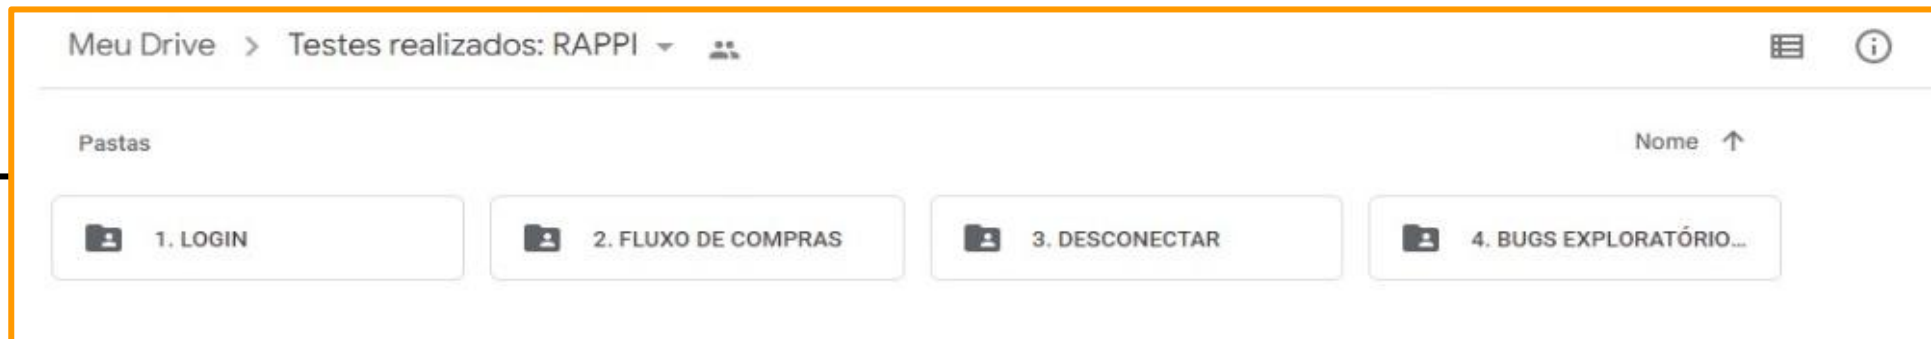 Meu Drive > Testes realizados: RAPPI
Pastas
Nome
1. LOGIN
2. FLUXO DE COMPRAS
3. DESCONECTAR
4. BUGS EXPLORATÓRIO...